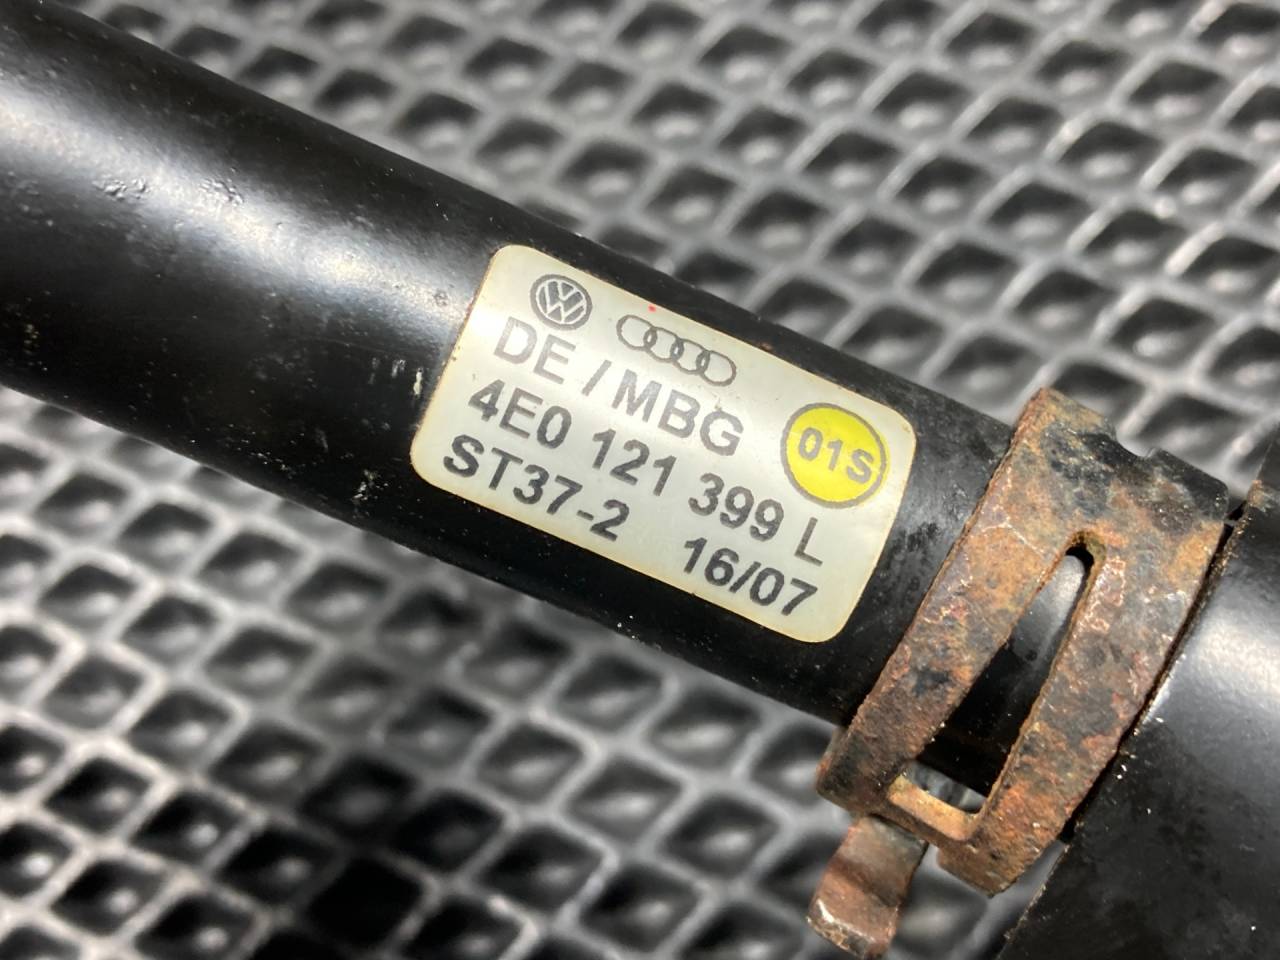 DE / MBG
4E0 121 399 L
01S
ST37-2 16/07